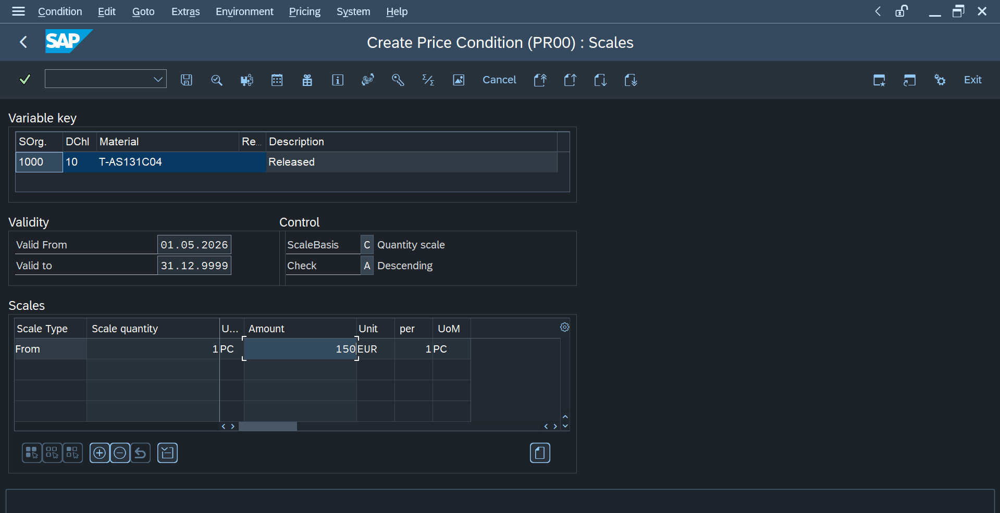 Condition Edit Goto Extras Environment Pricing System Help
SAP
Create Price Condition (PR00) : Scales
Cancel
Exit
Variable key
SOrg. DChl Material Re... Description
1000 10 T-AS131C04 Released
Validity
Control
Valid From 01.05.2026
ScaleBasis C Quantity scale
Valid to 31.12.9999
Check A Descending
Scales
Scale Type Scale quantity U... Amount Unit per UoM
From 1 PC 150 EUR 1 PC